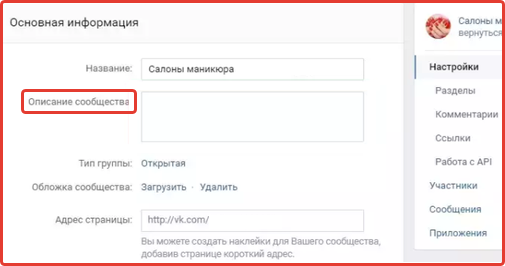 Основная информация
Название: Салоны маникюра
Описание сообщества
Тип группы: Открытая
Обложка сообщества: Загрузить · Удалить
Адрес страницы: http://vk.com/
Вы можете создать наклейки для Вашего сообщества,
добавив странице короткий адрес.
Салоны м
вернуться
Настройки
Разделы
Комментарии
Ссылки
Работа с API
Участники
Сообщения
Приложения